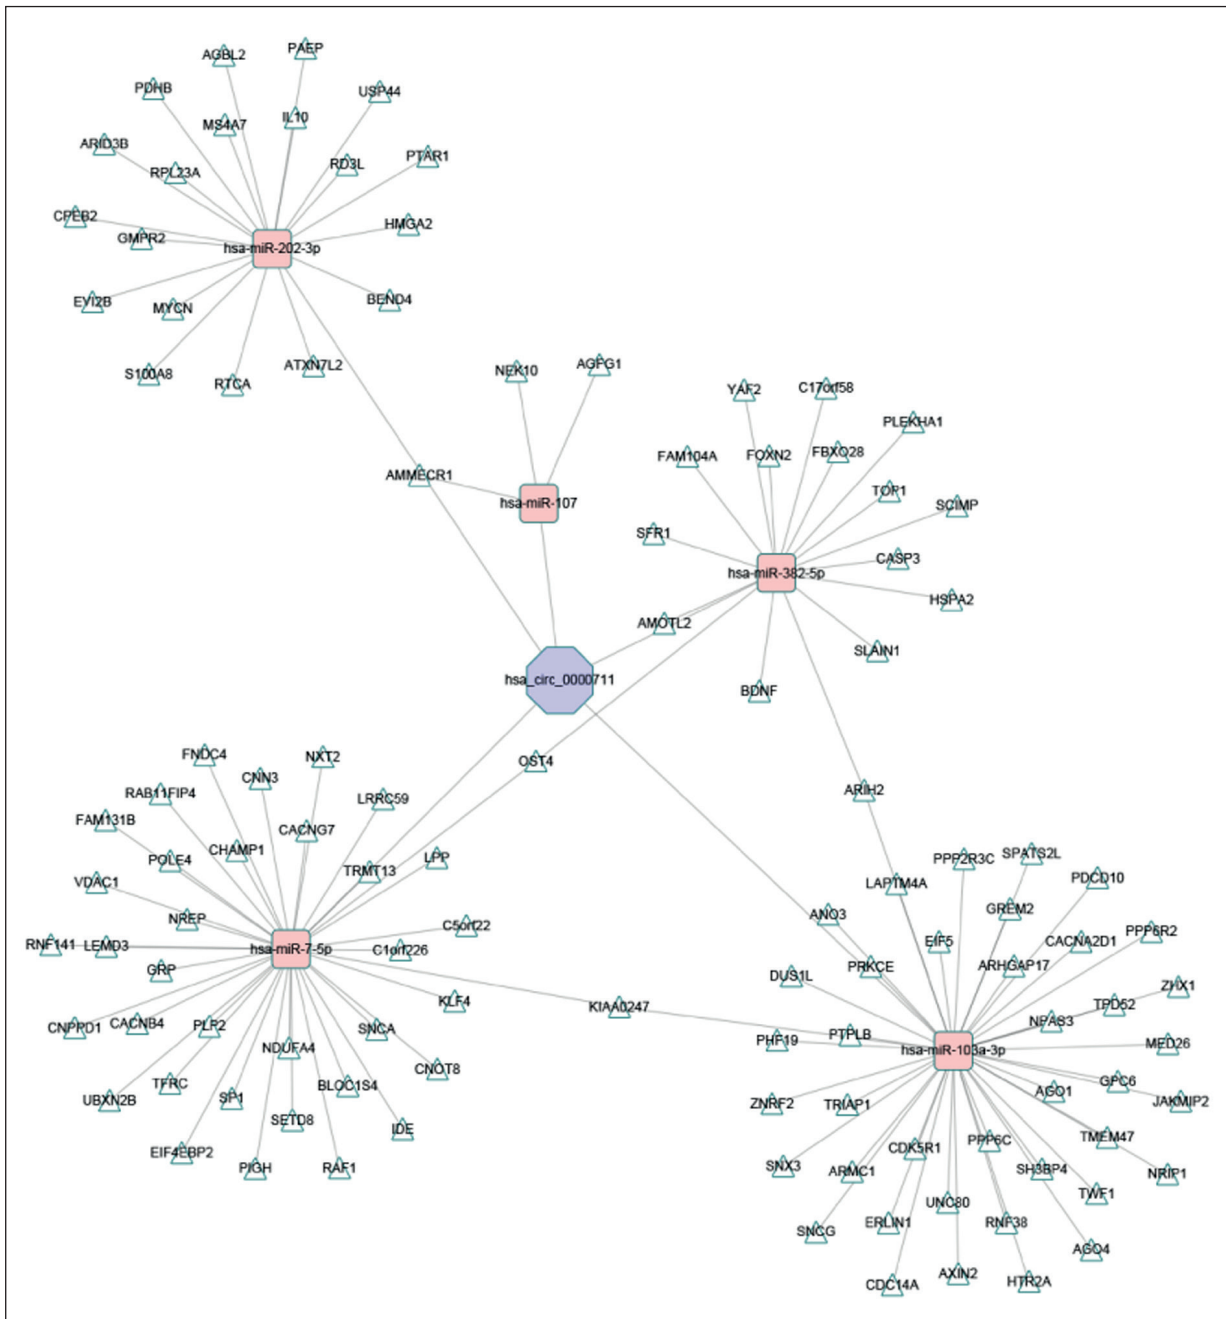 PAEP
AGBL2
PDHB
USP44
IL10
MS4A7
ARID3B
PTAR1
RD3L
RPL23A
CPEB2
HMGA2
GMPR2
hsa-miR-202-3p
EVI2B
BEND4
MYCN
ATXN7L2
S100A8
RTCA
NEK10
AGFG1
YAF2
C17orf58
PLEKHA1
FAM104A
FOXN2
FBXO28
AMMECR1
TOP1
hsa-miR-107
SCIMP
SFR1
CASP3
hsa-miR-382-5p
HSPA2
AMOTL2
SLAIN1
hsa_circ_0000711
BDNF
FNDC4
NXT2
OST4
CNN3
RAB11FIP4
LRRC59
ARIH2
FAM131B
CACNG7
CHAMP1
POLE4
LPP
TRMT13
PPP2R3C
SPATS2L
VDAC1
LAPTM4A
PDCD10
NREP
ANO3
GREM2
C5orf22
RNF141
LEMD3
hsa-miR-7-5p
C1orf226
EIF5
CACNA2D1
PPP6R2
GRP
DUS1L
PRKCE
ARHGAP17
KLF4
KIAA0247
ZHX1
TPD52
CNPPD1
CACNB4
PLP2
SNCA
NPAS3
NDUFA4
PHF19
PTPLB
hsa-miR-103a-3p
MED26
CNOT8
UBXN2B
TFRC
SP1
BLOC1S4
GPC6
AGO1
JAKMIP2
ZNRF2
TRIAP1
SETD8
IDE
EIF4EBP2
CDK5R1
PPP6C
TMEM47
PIGH
RAF1
SNX3
ARMC1
SH3BP4
NRIP1
TWF1
UNC80
SNCG
ERLIN1
RNF38
AGO4
CDC14A
AXIN2
HTR2A